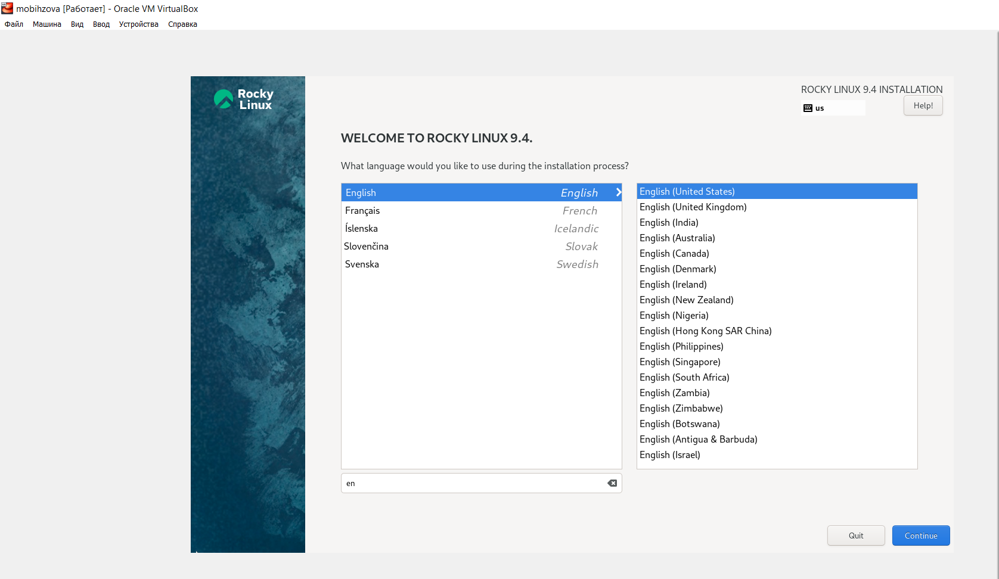 mobihzova [Работает] - Oracle VM VirtualBox
Файл Машина Вид Ввод Устройства Справка
Rocky
Linux
ROCKY LINUX 9.4 INSTALLATION
us
Help!
WELCOME TO ROCKY LINUX 9.4.
What language would you like to use during the installation process?
English English
Français French
Íslenska Icelandic
Slovenčina Slovak
Svenska Swedish
English (United States)
English (United Kingdom)
English (India)
English (Australia)
English (Canada)
English (Denmark)
English (Ireland)
English (New Zealand)
English (Nigeria)
English (Hong Kong SAR China)
English (Philippines)
English (Singapore)
English (South Africa)
English (Zambia)
English (Zimbabwe)
English (Botswana)
English (Antigua & Barbuda)
English (Israel)
en
Quit Continue